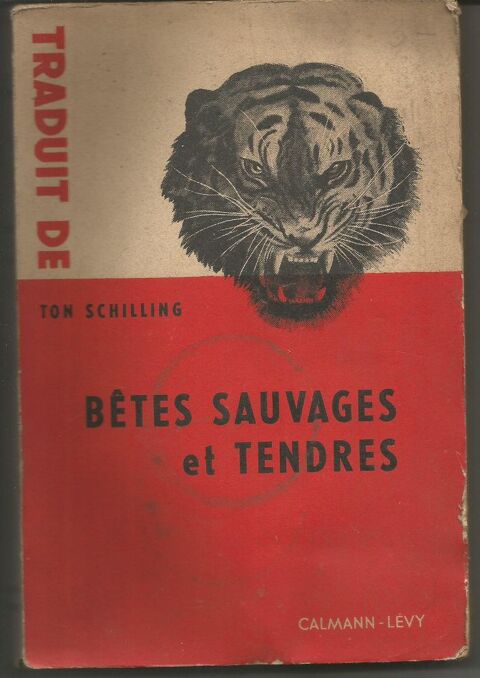 TRADUIT DE
TON SCHILLING
BÊTES SAUVAGES
et TENDRES
CALMANN-LÉVY